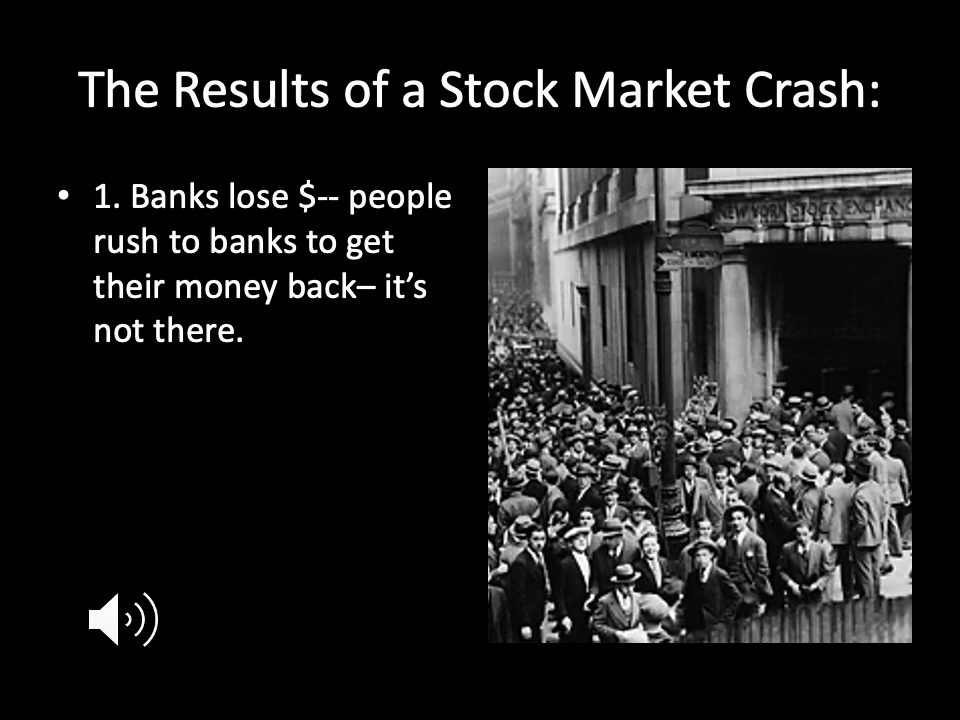 The Results of a Stock Market Crash:
• 1. Banks lose $-- people
rush to banks to get
their money back– it’s
not there.
NEW YORK STOCK EXCHANG